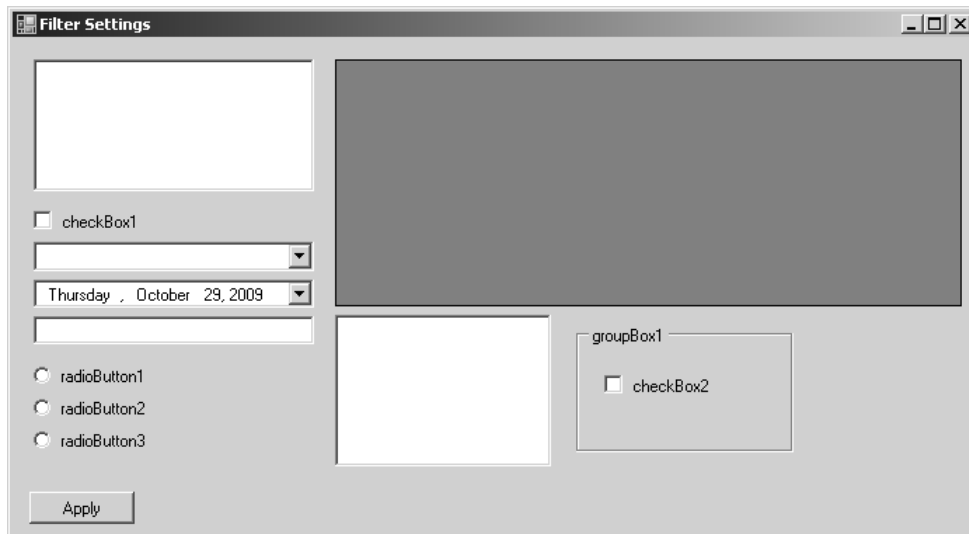 Filter Settings
checkBox1
Thursday , October 29, 2009
radioButton1
radioButton2
radioButton3
groupBox1
checkBox2
Apply